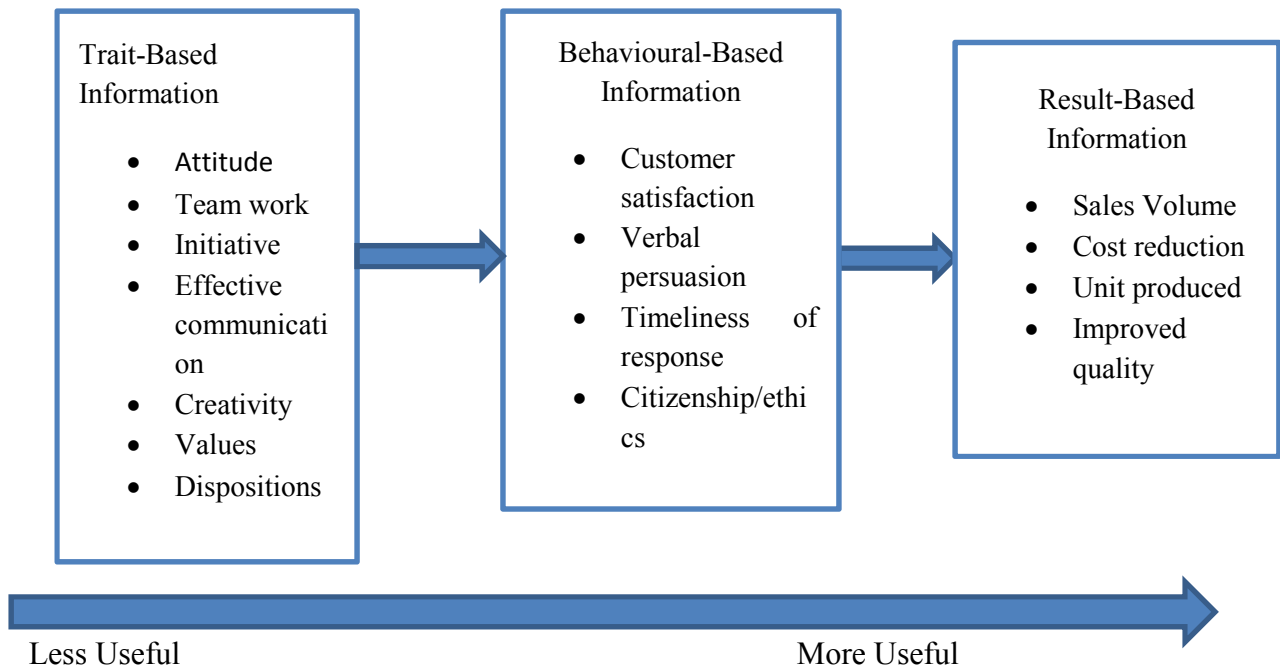 Trait-Based
Information
• Attitude
• Team work
• Initiative
• Effective
communicati
on
• Creativity
• Values
• Dispositions
Behavioural-Based
Information
• Customer
satisfaction
• Verbal
persuasion
• Timeliness of
response
• Citizenship/ethi
cs
Result-Based
Information
• Sales Volume
• Cost reduction
• Unit produced
• Improved
quality
Less Useful
More Useful